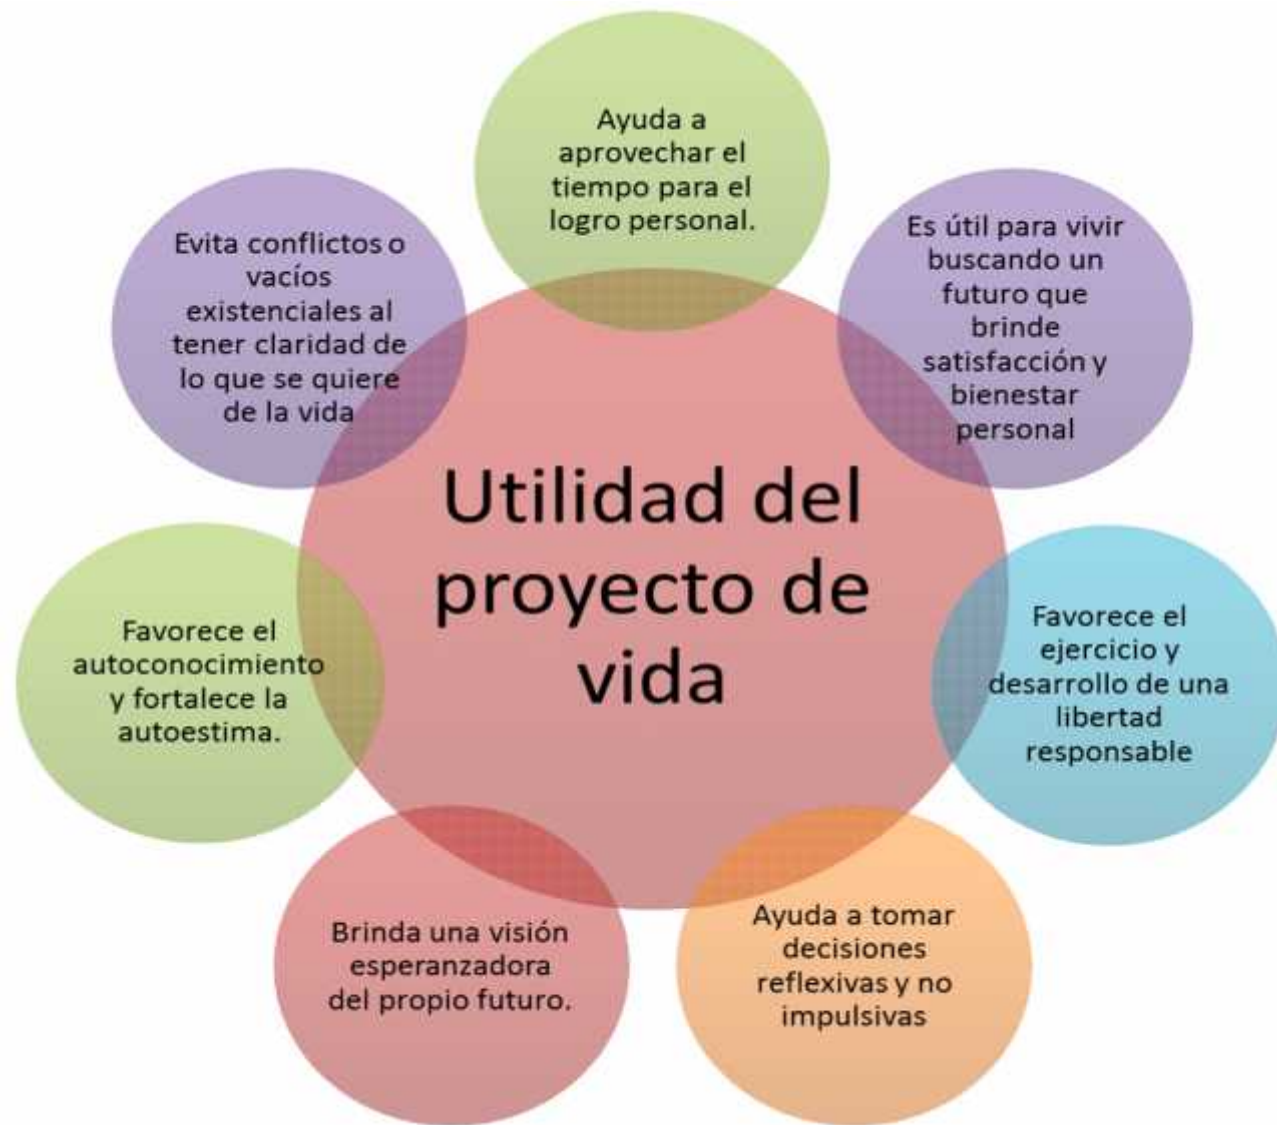 Ayuda a
aprovechar el
tiempo para el
logro personal.
Es útil para vivir
buscando un
futuro que
brinde
satisfacción y
bienestar
personal
Favorece el
ejercicio y
desarrollo de una
libertad
responsable
Ayuda a tomar
decisiones
reflexivas y no
impulsivas
Brinda una visión
esperanzadora
del propio futuro.
Favorece el
autoconocimiento
y fortalece la
autoestima.
Evita conflictos o
vacíos
existenciales al
tener claridad de
lo que se quiere
de la vida
Utilidad del
proyecto de
vida